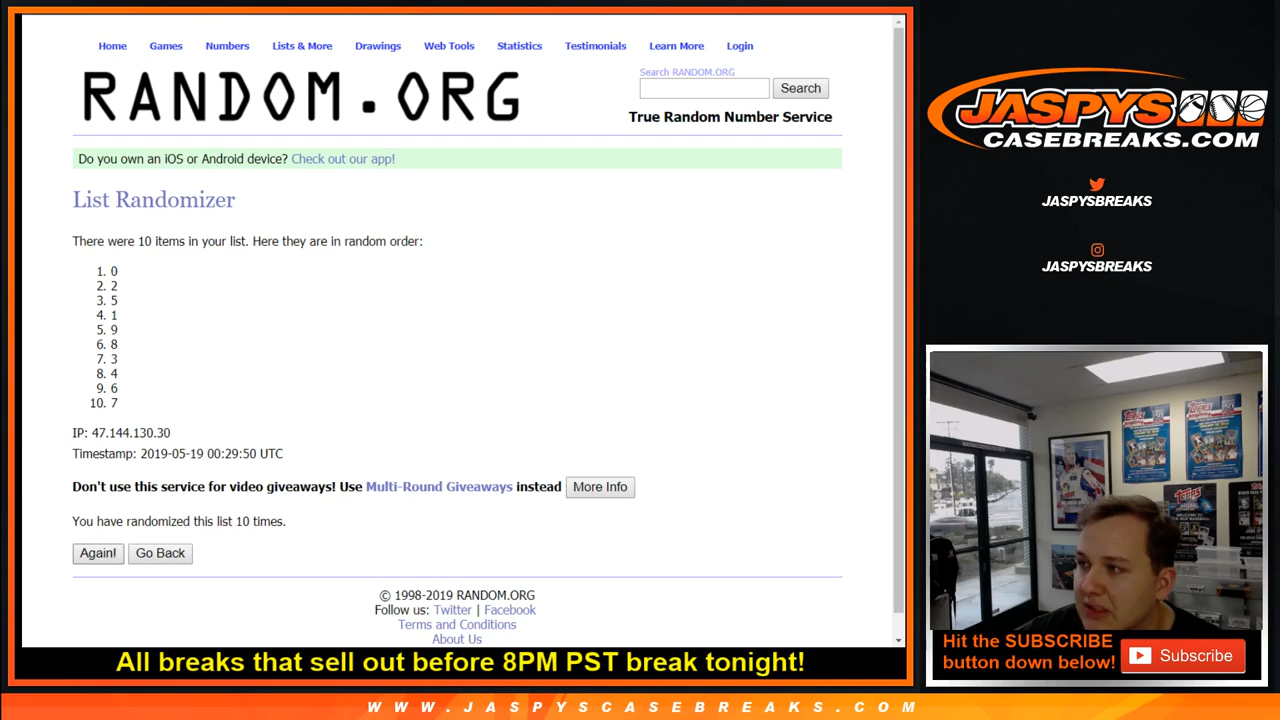 Home Games Numbers Lists & More Drawings Web Tools Statistics Testimonials Learn More Login
RANDOM.ORG
Search RANDOM.ORG
Search
True Random Number Service
Do you own an iOS or Android device? Check out our app!
List Randomizer
There were 10 items in your list. Here they are in random order:
1. 0
2. 2
3. 5
4. 1
5. 9
6. 8
7. 3
8. 4
9. 6
10. 7
IP: 47.144.130.30
Timestamp: 2019-05-19 00:29:50 UTC
Don't use this service for video giveaways! Use Multi-Round Giveaways instead More Info
You have randomized this list 10 times.
Again! Go Back
© 1998-2019 RANDOM.ORG
Follow us: Twitter | Facebook
Terms and Conditions
About Us
All breaks that sell out before 8PM PST break tonight!
JASPYS
CASEBREAKS.COM
JASPYSBREAKS
JASPYSBREAKS
TOPPS
Hit the SUBSCRIBE
button down below!
Subscribe
WWW.JASPYSCASEBREAKS.COM